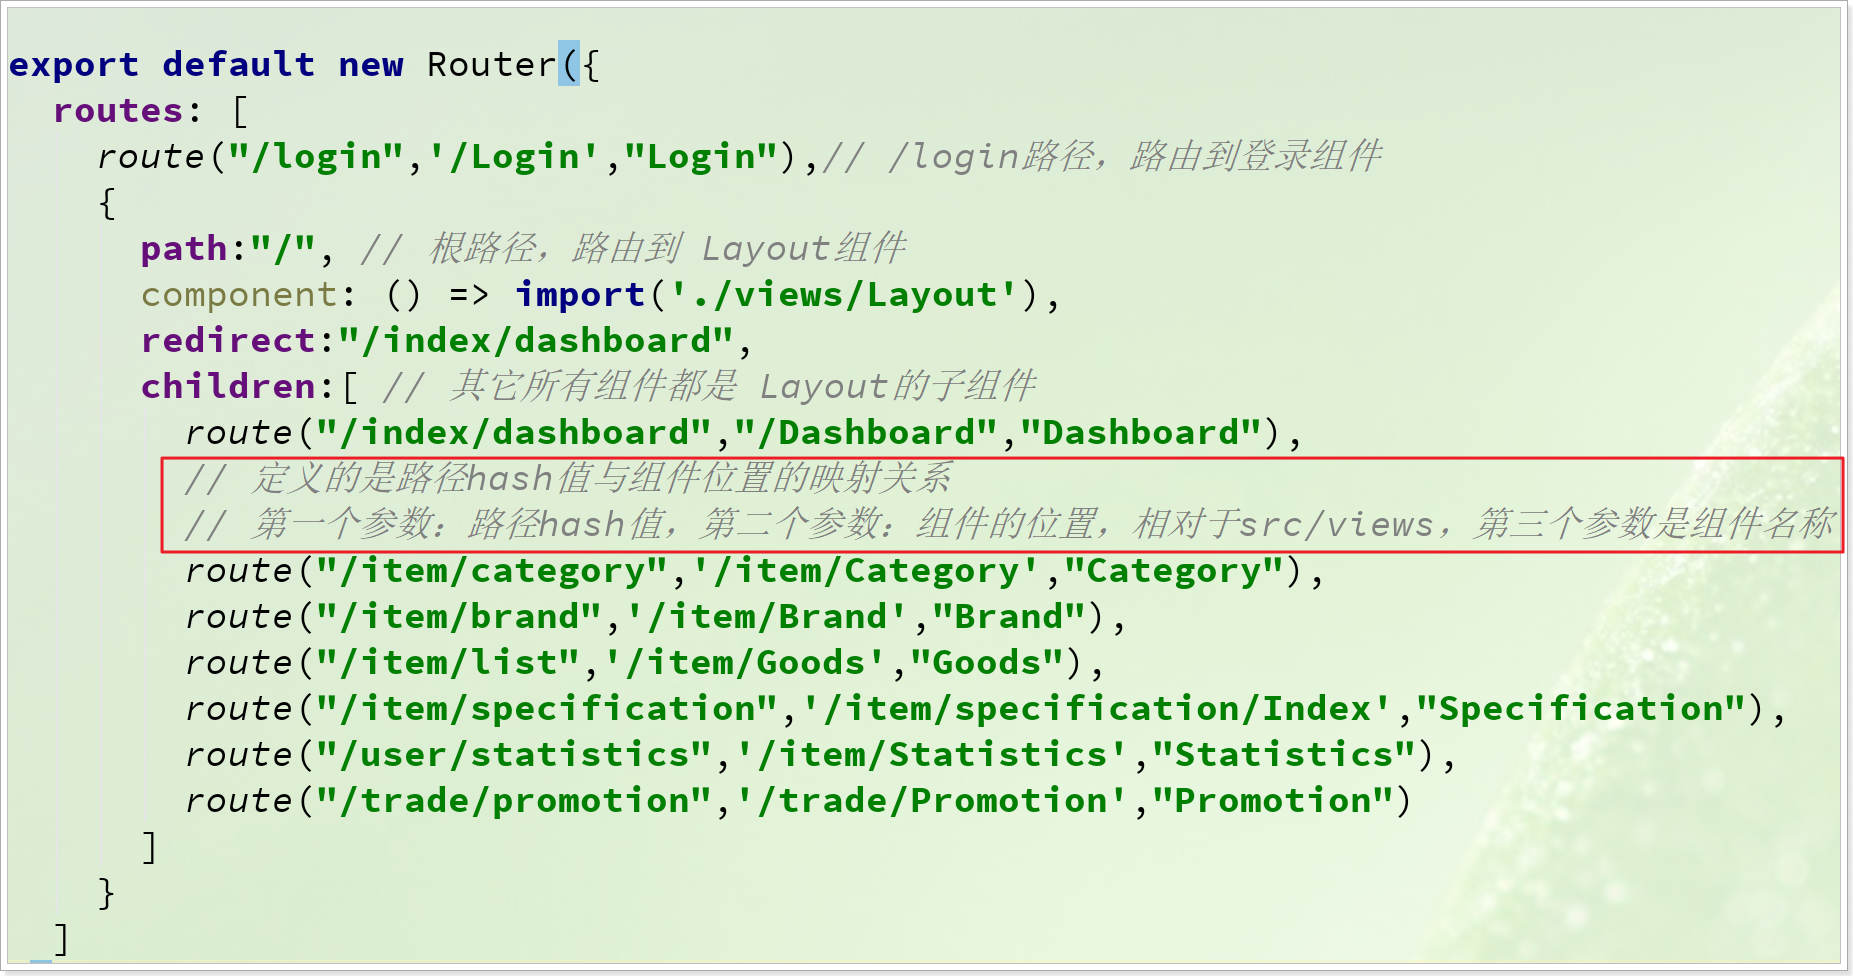 export default new Router({
  routes: [
    route("/login",'/Login',"Login"),// /login路径，路由到登录组件
    {
      path:"/", // 根路径，路由到 Layout组件
      component: () => import('./views/Layout'),
      redirect:"/index/dashboard",
      children:[ // 其它所有组件都是 Layout的子组件
        route("/index/dashboard","/Dashboard","Dashboard"),
        // 定义的是路径hash值与组件位置的映射关系
        // 第一个参数：路径hash值，第二个参数：组件的位置，相对于src/views，第三个参数是组件名称
        route("/item/category",'/item/Category',"Category"),
        route("/item/brand",'/item/Brand',"Brand"),
        route("/item/list",'/item/Goods',"Goods"),
        route("/item/specification",'/item/specification/Index',"Specification"),
        route("/user/statistics",'/item/Statistics',"Statistics"),
        route("/trade/promotion",'/trade/Promotion',"Promotion")
      ]
    }
  ]